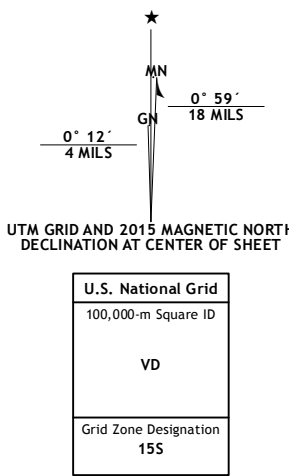 ★
MN
0° 59´
18 MILS
GN
0° 12´
4 MILS
UTM GRID AND 2015 MAGNETIC NORTH
DECLINATION AT CENTER OF SHEET
U.S. National Grid
100,000-m Square ID
VD
Grid Zone Designation
15S